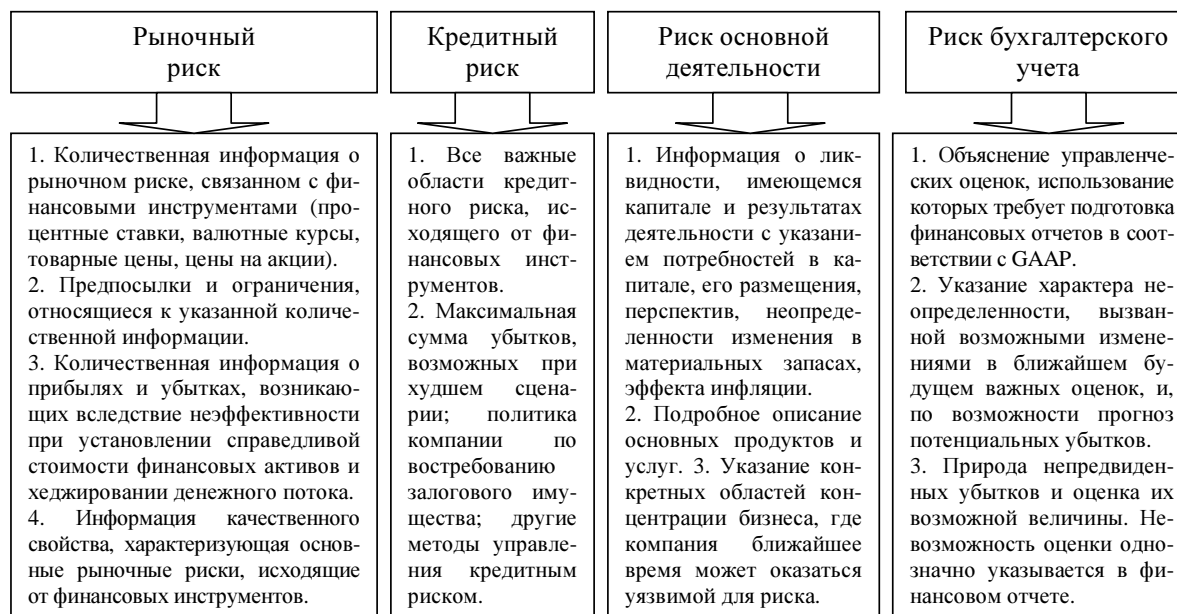 Рыночный
риск
Кредитный
риск
Риск основной
деятельности
Риск бухгалтерского
учета
1. Количественная информация о
рыночном риске, связанном с фи-
нансовыми инструментами (про-
центные ставки, валютные курсы,
товарные цены, цены на акции).
2. Предпосылки и ограничения,
относящиеся к указанной количе-
ственной информации.
3. Количественная информация о
прибылях и убытках, возникаю-
щих вследствие неэффективности
при установлении справедливой
стоимости финансовых активов и
хеджировании денежного потока.
4. Информация качественного
свойства, характеризующая основ-
ные рыночные риски, исходящие
от финансовых инструментов.
1. Все важные
области кредит-
ного риска, ис-
ходящего от фи-
нансовых инст-
рументов.
2. Максимальная
сумма убытков,
возможных при
худшем сцена-
рии; политика
компании по
востребованию
залогового иму-
щества; другие
методы управле-
ния кредитным
риском.
1. Информация о лик-
видности, имеющемся
капитале и результатах
деятельности с указани-
ем потребностей в ка-
питале, его размещения,
перспектив, неопреде-
ленности изменения в
материальных запасах,
эффекта инфляции.
2. Подробное описание
основных продуктов и
услуг. 3. Указание кон-
кретных областей кон-
центрации бизнеса, где
компания ближайшее
время может оказаться
уязвимой для риска.
1. Объяснение управленче-
ских оценок, использование
которых требует подготовка
финансовых отчетов в соот-
ветствии с GAAP.
2. Указание характера не-
определенности, вызван-
ной возможными измене-
ниями в ближайшем бу-
дущем важных оценок, и,
по возможности прогноз
потенциальных убытков.
3. Природа непредвиден-
ных убытков и оценка их
возможной величины. Не-
возможность оценки одно-
значно указывается в фи-
нансовом отчете.